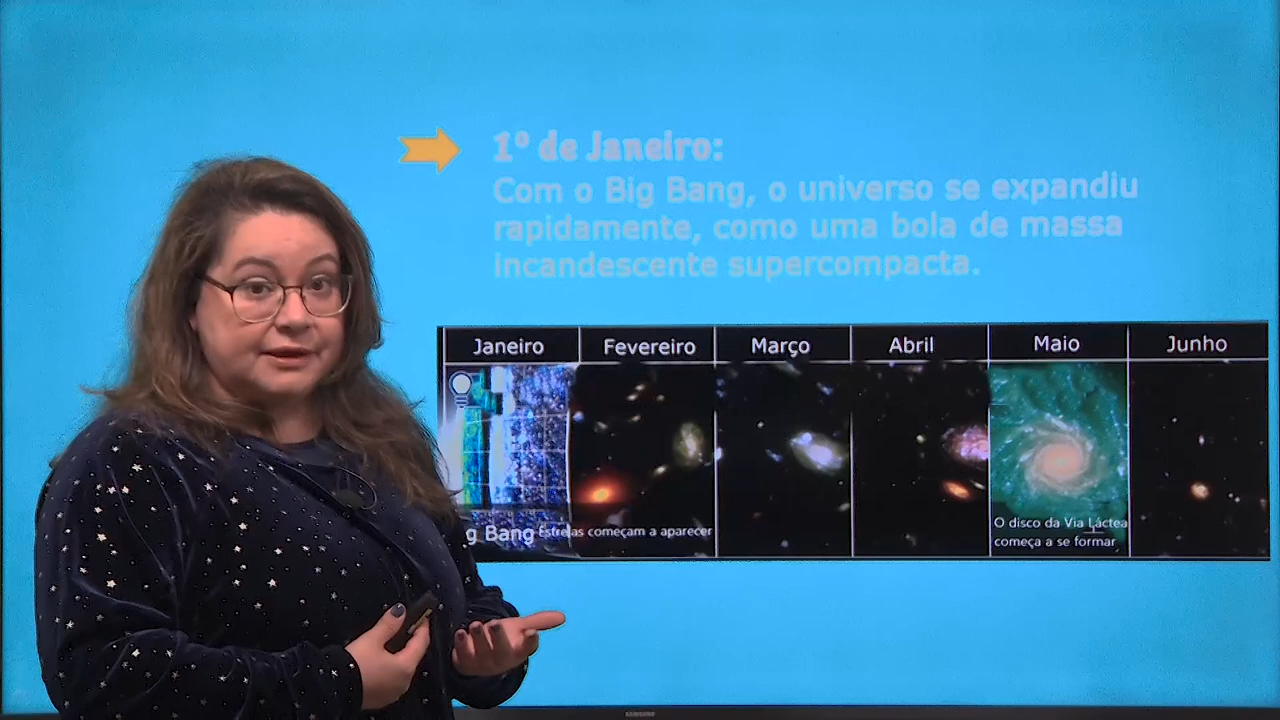 1º de Janeiro:
Com o Big Bang, o universo se expandiu
rapidamente, como uma bola de massa
incandescente supercompacta.
Janeiro Fevereiro Março Abril Maio Junho
g Bang Estrelas começam a aparecer
O disco da Via Láctea
começa a se formar
SAMSUNG